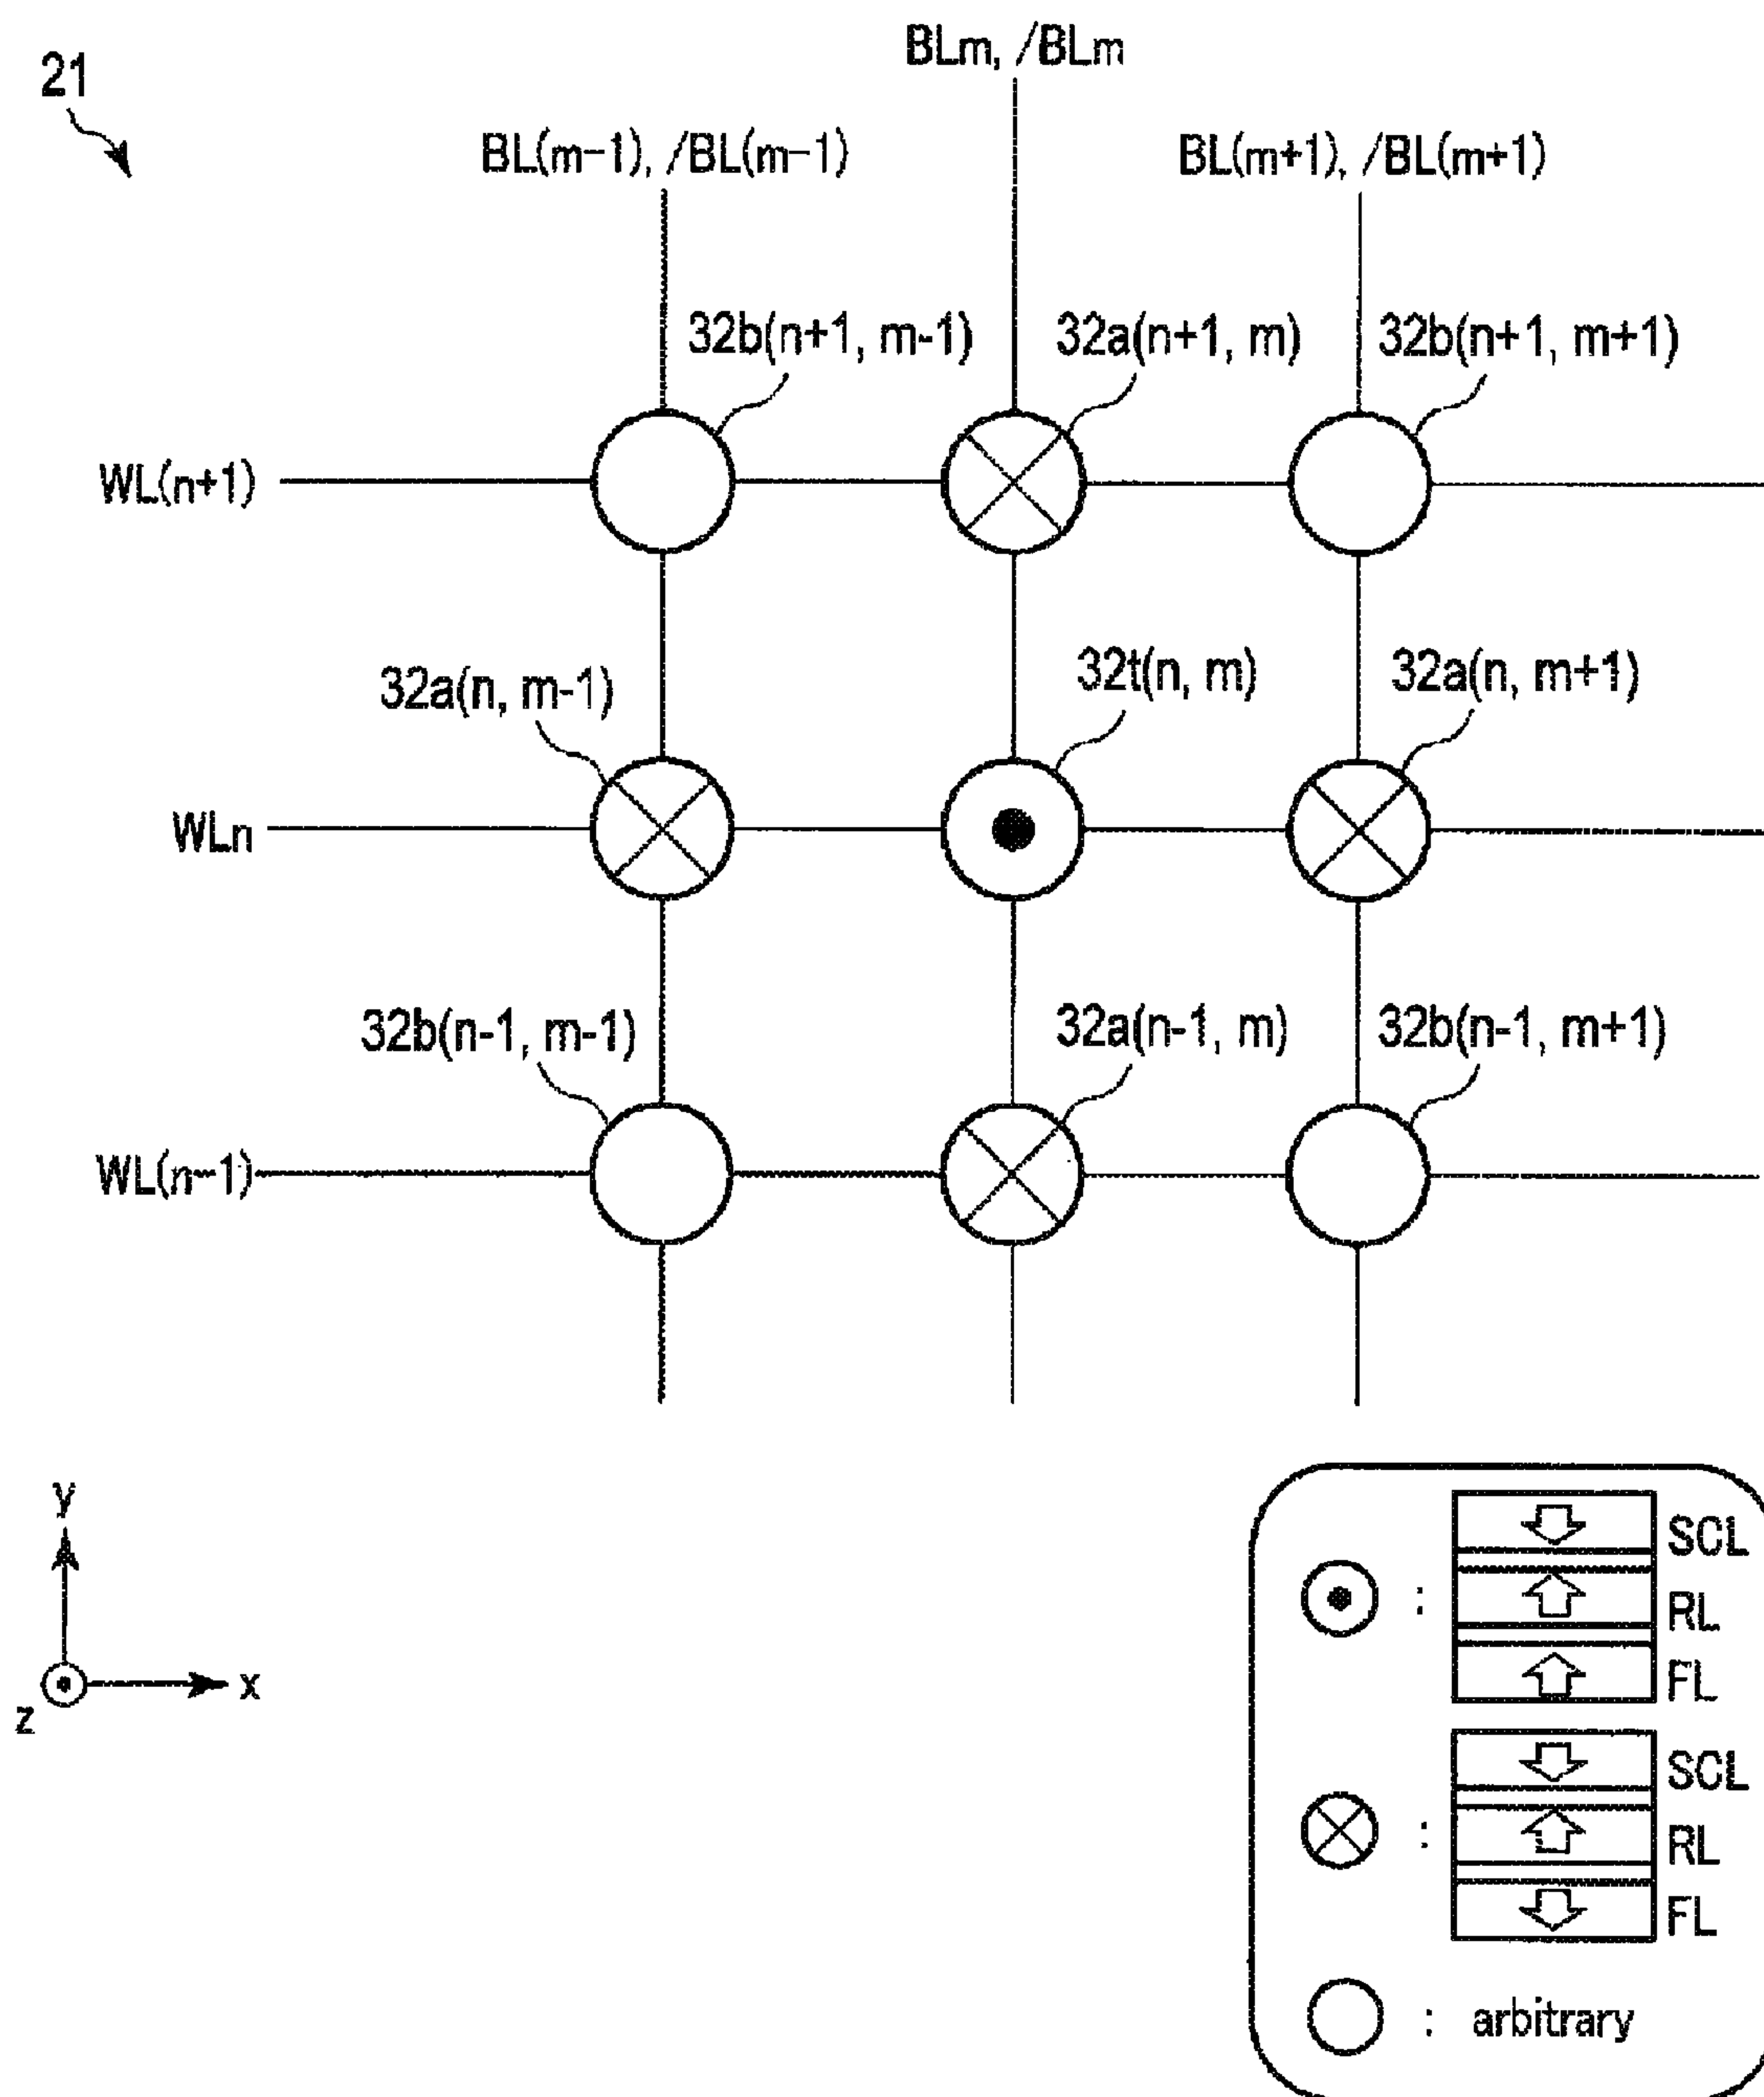 BLm, /BLm
21
BL(m-1), /BL(m-1)
BL(m+1), /BL(m+1)
32b(n+1, m-1)
32a(n+1, m)
32b(n+1, m+1)
WL(n+1)
32a(n, m-1)
32t(n, m)
32a(n, m+1)
WLn
32b(n-1, m-1)
32a(n-1, m)
32b(n-1, m+1)
WL(n-1)
y
x
z
: SCL
RL
FL
: SCL
RL
FL
: arbitrary